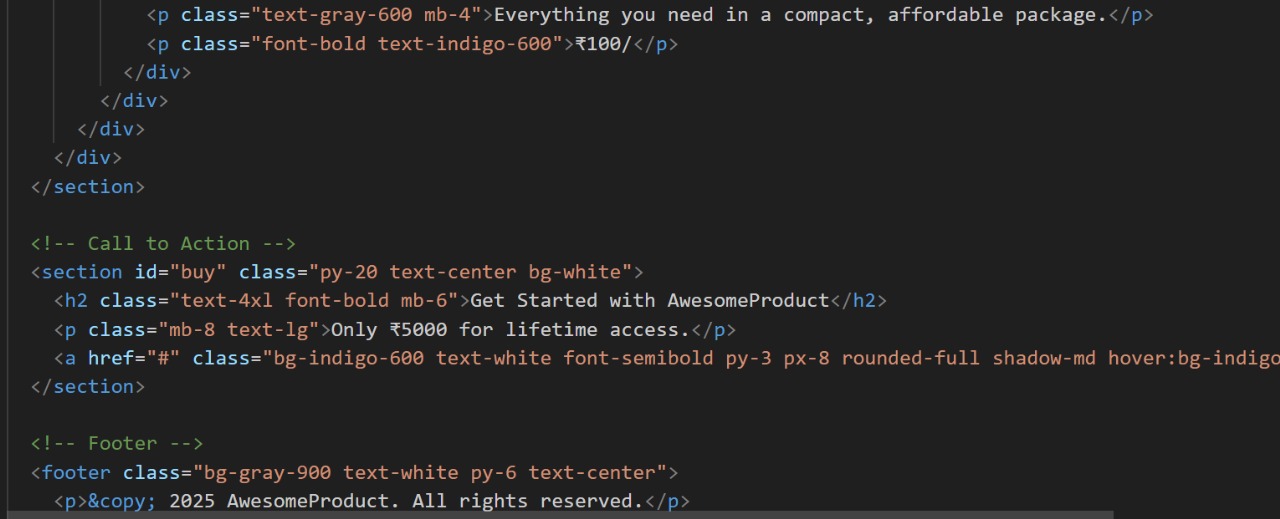 <p class="text-gray-600 mb-4">Everything you need in a compact, affordable package.</p>
<p class="font-bold text-indigo-600">₹100/</p>
</div>
</div>
</div>
</div>
</section>
<!-- Call to Action -->
<section id="buy" class="py-20 text-center bg-white">
<h2 class="text-4xl font-bold mb-6">Get Started with AwesomeProduct</h2>
<p class="mb-8 text-lg">Only ₹5000 for lifetime access.</p>
<a href="#" class="bg-indigo-600 text-white font-semibold py-3 px-8 rounded-full shadow-md hover:bg-indigo
</section>
<!-- Footer -->
<footer class="bg-gray-900 text-white py-6 text-center">
<p>&copy; 2025 AwesomeProduct. All rights reserved.</p>